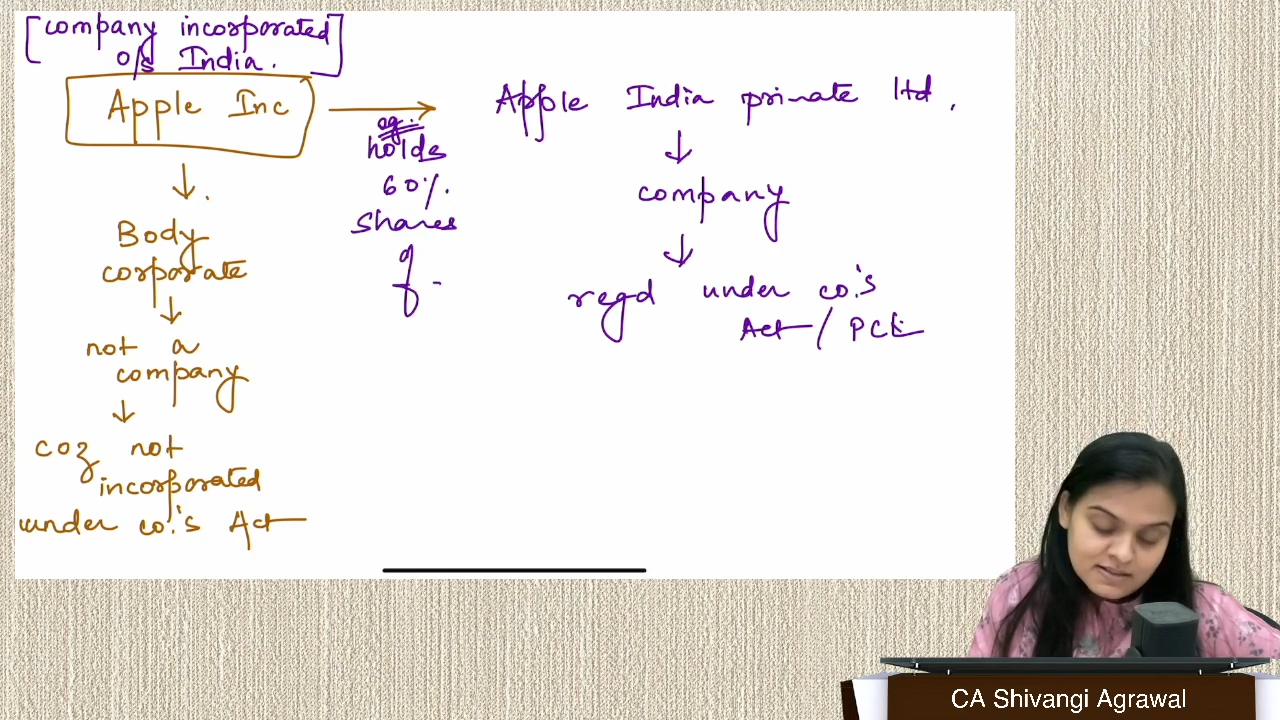 [company incorporated
o/s India.]
Apple Inc
Body
corporate
not a
company
coz not
incorporated
under co.'s Act
eg.
holds
60%
shares
of -
Apple India private ltd.
company
regd under co.'s
Act / PCL
CA Shivangi Agrawal